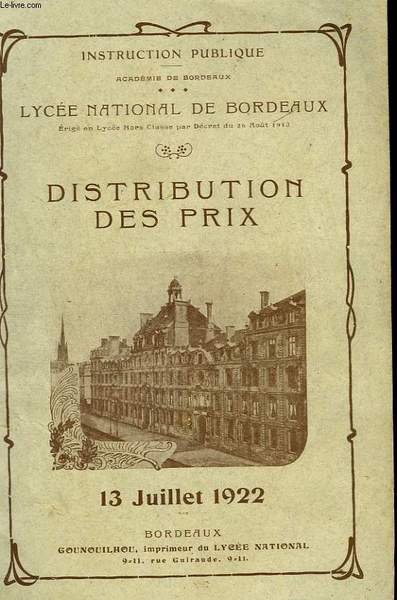 Le-livre.com
INSTRUCTION PUBLIQUE
ACADÉMIE DE BORDEAUX
LYCÉE NATIONAL DE BORDEAUX
Érigé en Lycée Hors Classe par Décret du 26 Août 1913
DISTRIBUTION
DES PRIX
13 Juillet 1922
BORDEAUX
GOUNOUILHOU, imprimeur du LYCÉE NATIONAL
9-11, rue Guiraude, 9-11.